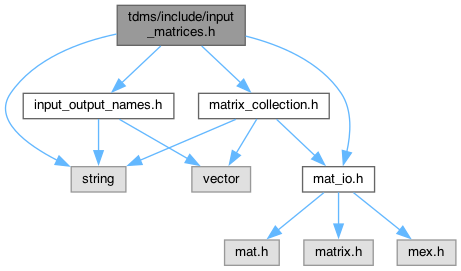 tdms/include/input
_matrices.h
input_output_names.h
matrix_collection.h
string
vector
mat_io.h
mat.h
matrix.h
mex.h